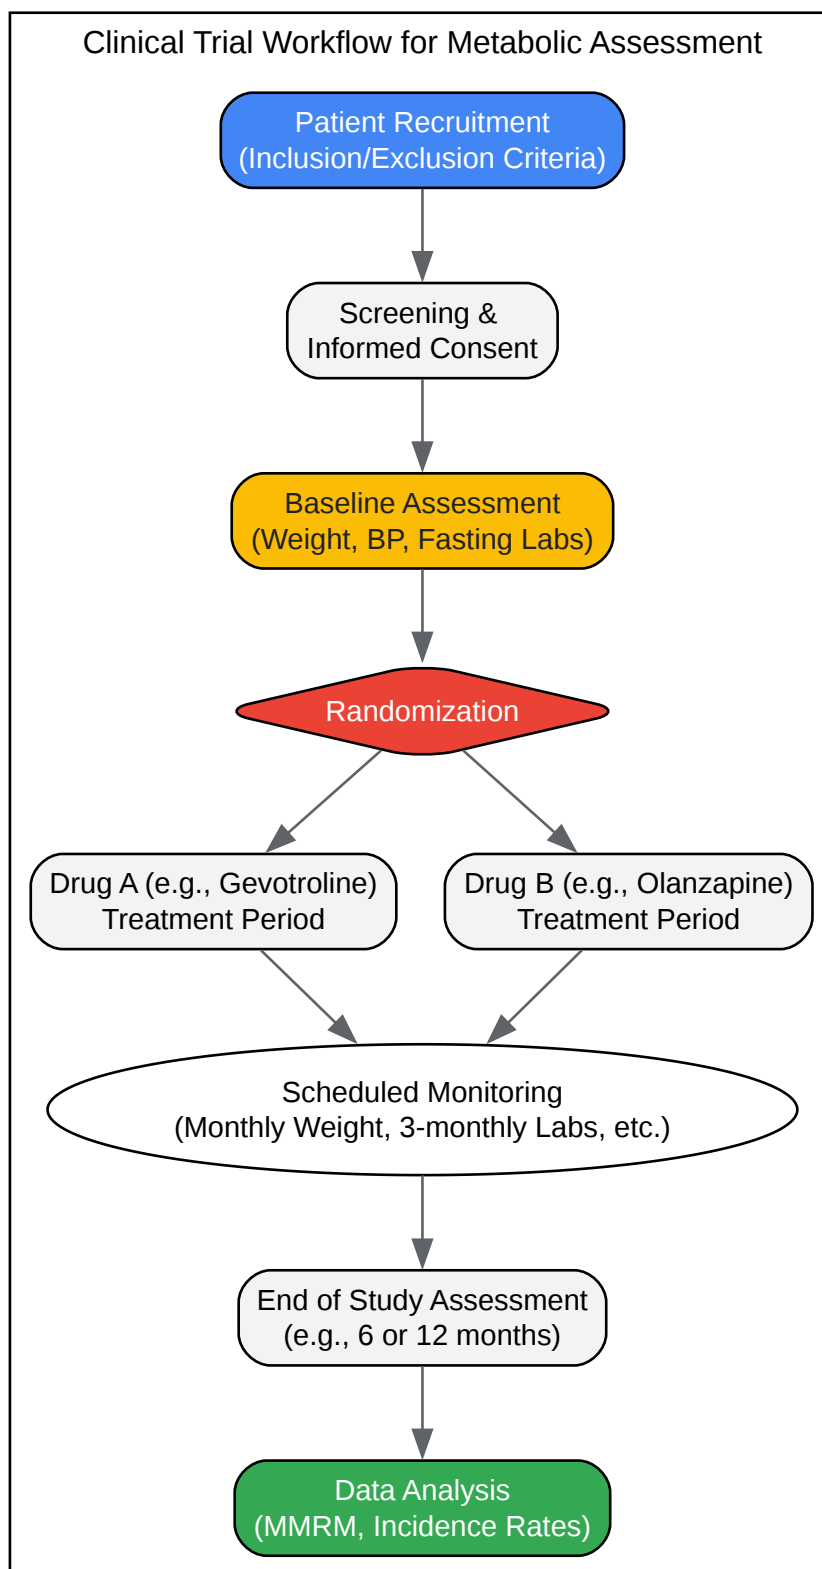 Clinical Trial Workflow for Metabolic Assessment
Patient Recruitment
(Inclusion/Exclusion Criteria)
Screening &
Informed Consent
Baseline Assessment
(Weight, BP, Fasting Labs)
Randomization
Drug A (e.g., Gevotroline)
Treatment Period
Drug B (e.g., Olanzapine)
Treatment Period
Scheduled Monitoring
(Monthly Weight, 3-monthly Labs, etc.)
End of Study Assessment
(e.g., 6 or 12 months)
Data Analysis
(MMRM, Incidence Rates)